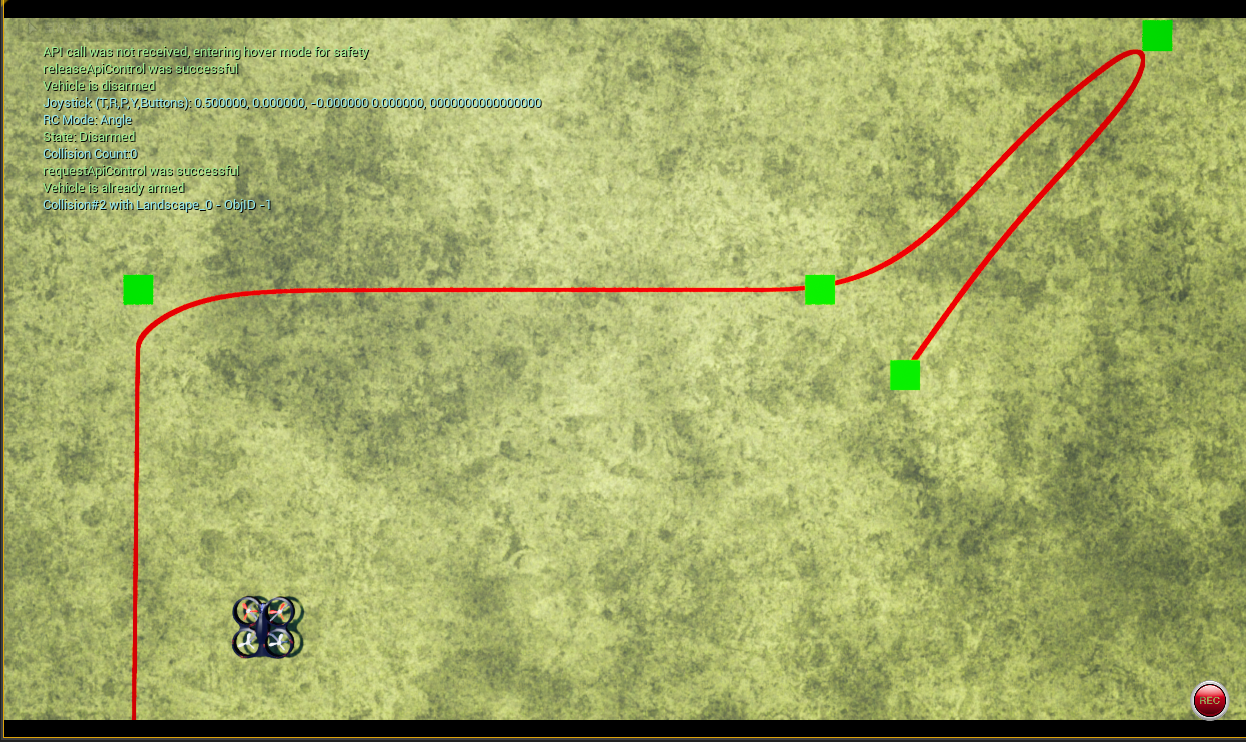 API call was not received, entering hover mode for safety
releaseApiControl was successful
Vehicle is disarmed
Joystick (T,R,P,Y,Buttons): 0.500000, 0.000000, -0.000000 0.000000, 0000000000000000
RC Mode: Angle
State: Disarmed
Collision Count:0
requestApiControl was successful
Vehicle is already armed
Collision#2 with Landscape_0 - ObjID -1
REC